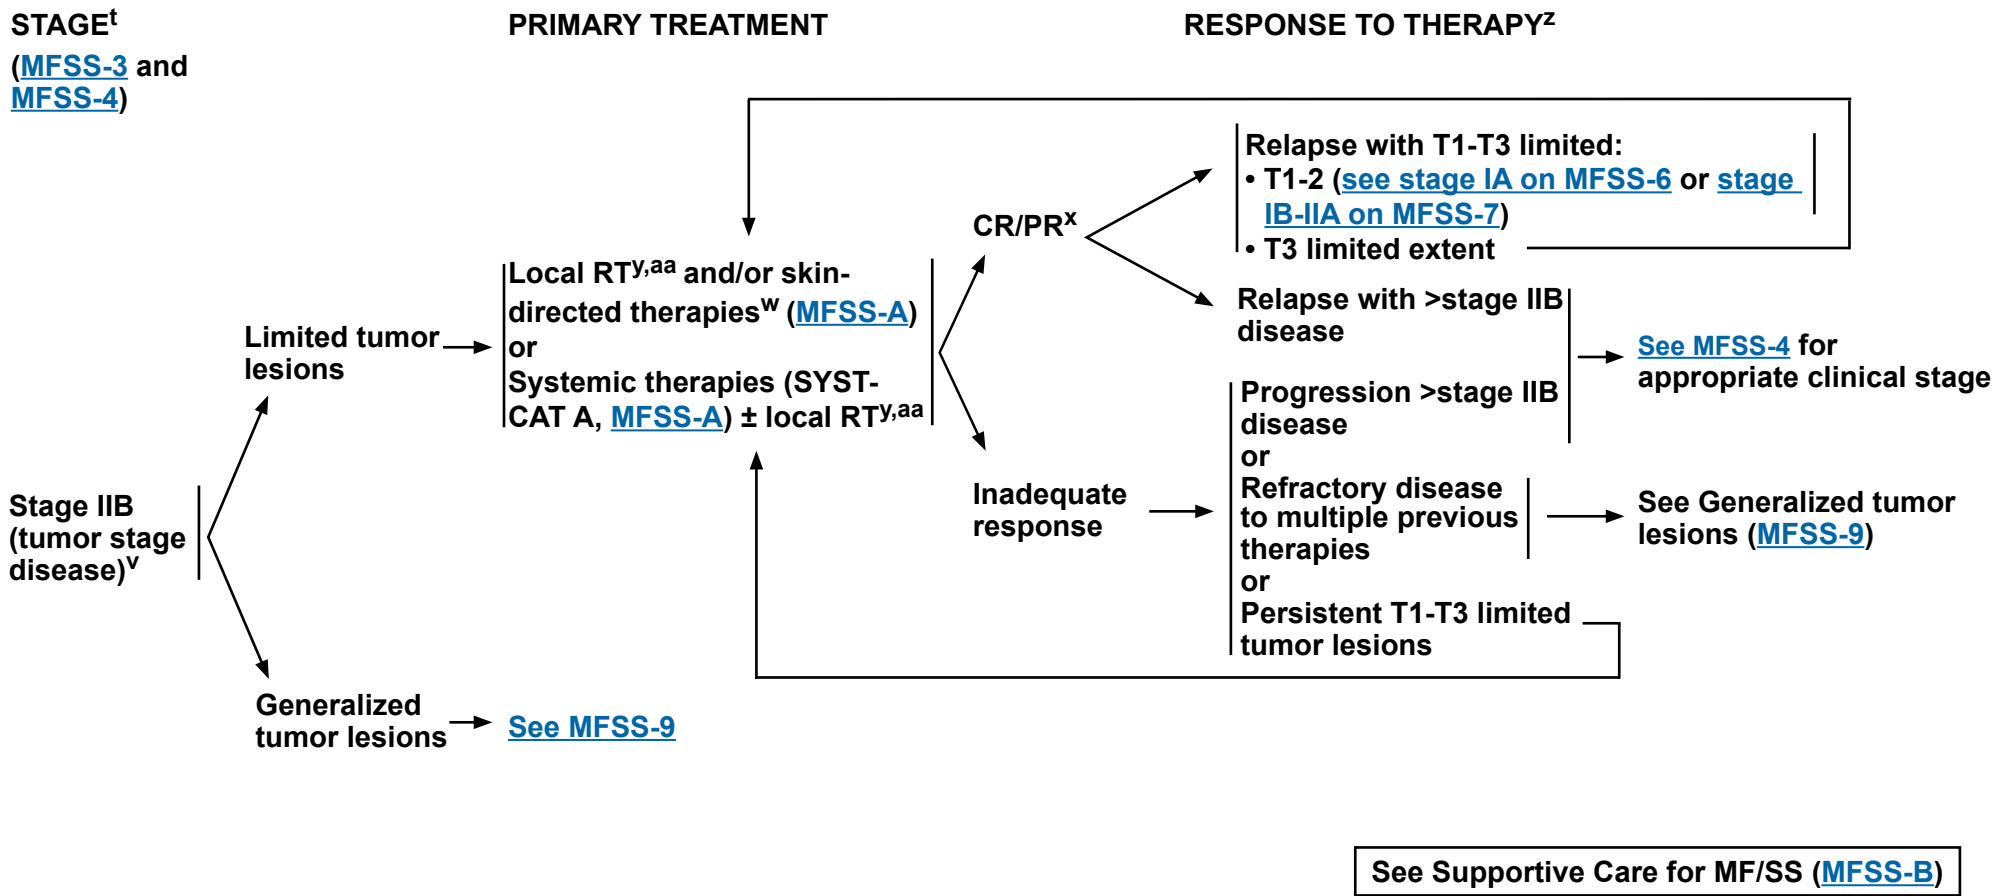 STAGEᵗ
(MFSS-3 and
MFSS-4)
PRIMARY TREATMENT
RESPONSE TO THERAPYᶻ
Stage IIB
(tumor stage
disease)ᵛ
Limited tumor
lesions
Generalized
tumor lesions
Local RTʸ,ᵃᵃ and/or skin-
directed therapiesʷ (MFSS-A)
or
Systemic therapies (SYST-
CAT A, MFSS-A) ± local RTʸ,ᵃᵃ
See MFSS-9
CR/PRˣ
Inadequate
response
Relapse with T1-T3 limited:
• T1-2 (see stage IA on MFSS-6 or stage
IB-IIA on MFSS-7)
• T3 limited extent
Relapse with >stage IIB
disease
Progression >stage IIB
disease
or
Refractory disease
to multiple previous
therapies
or
Persistent T1-T3 limited
tumor lesions
See MFSS-4 for
appropriate clinical stage
See Generalized tumor
lesions (MFSS-9)
See Supportive Care for MF/SS (MFSS-B)